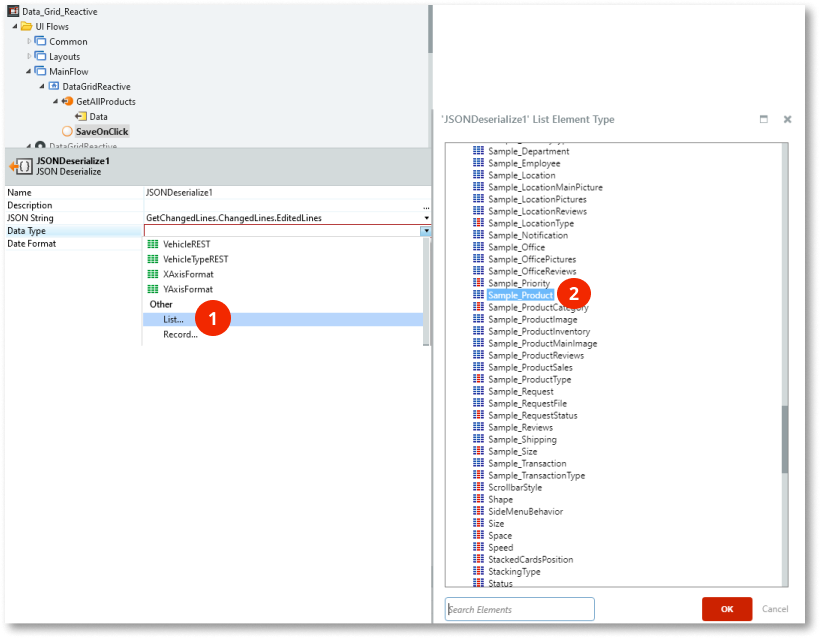 Data_Grid_Reactive
UI Flows
Common
Layouts
MainFlow
DataGridReactive
GetAllProducts
Data
SaveOnClick
DataGridReactive
JSONDeserialize1
JSON Deserialize
Name JSONDeserialize1
Description ...
JSON String GetChangedLines.ChangedLines.EditedLines
Data Type
Date Format
VehicleREST
VehicleTypeREST
XAxisFormat
YAxisFormat
Other
List... 1
Record...
'JSONDeserialize1' List Element Type
Sample_Department
Sample_Employee
Sample_Location
Sample_LocationMainPicture
Sample_LocationPictures
Sample_LocationReviews
Sample_LocationType
Sample_Notification
Sample_Office
Sample_OfficePictures
Sample_OfficeReviews
Sample_Priority
Sample_Product 2
Sample_ProductCategory
Sample_ProductImage
Sample_ProductInventory
Sample_ProductMainImage
Sample_ProductReviews
Sample_ProductSales
Sample_ProductType
Sample_Request
Sample_RequestFile
Sample_RequestStatus
Sample_Reviews
Sample_Shipping
Sample_Size
Sample_Transaction
Sample_TransactionType
ScrollbarStyle
Shape
SideMenuBehavior
Size
Space
Speed
StackedCardsPosition
StackingType
Status
Search Elements OK Cancel